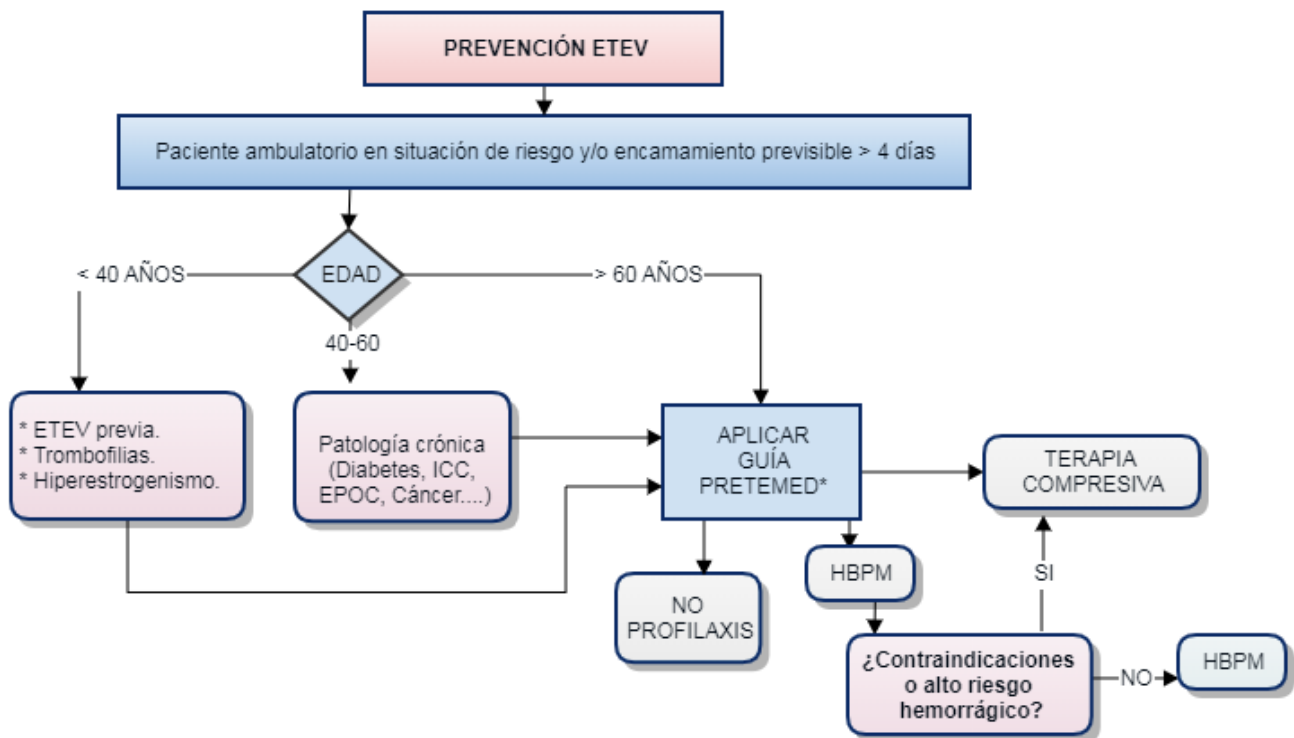 PREVENCIÓN ETEV
Paciente ambulatorio en situación de riesgo y/o encamamiento previsible > 4 días
< 40 AÑOS
EDAD
> 60 AÑOS
40-60
* ETEV previa.
* Trombofilias.
* Hiperestrogenismo.
Patología crónica
(Diabetes, ICC,
EPOC, Cáncer....)
APLICAR
GUÍA
PRETEMED*
TERAPIA
COMPRESIVA
NO
PROFILAXIS
HBPM
SI
¿Contraindicaciones
o alto riesgo
hemorrágico?
NO
HBPM